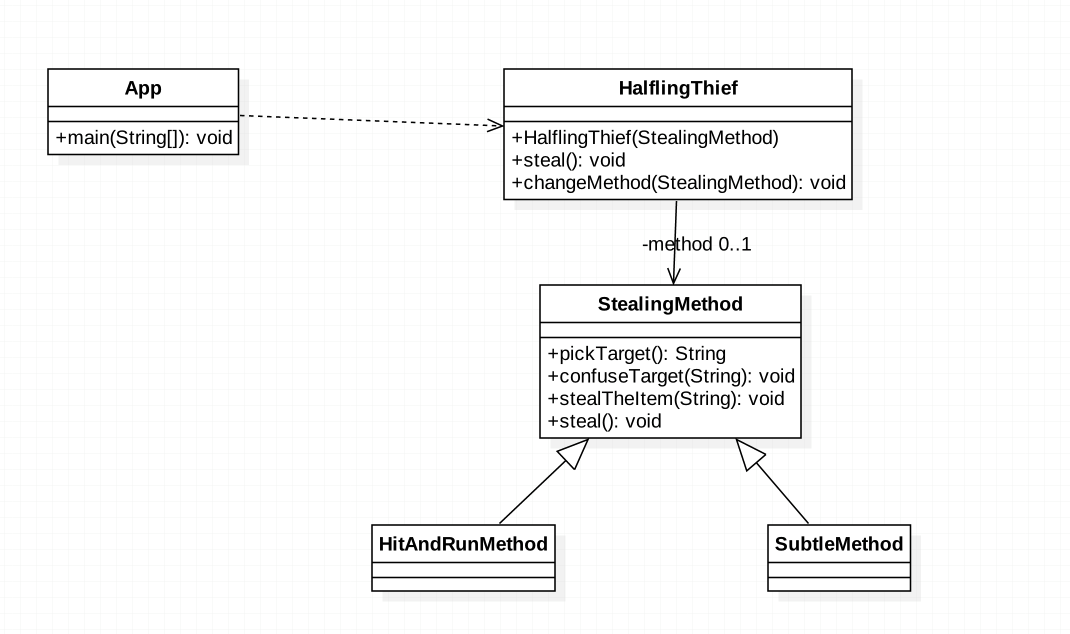 App
+main(String[]): void
HalflingThief
+HalflingThief(StealingMethod)
+steal(): void
+changeMethod(StealingMethod): void
-method 0..1
StealingMethod
+pickTarget(): String
+confuseTarget(String): void
+stealTheItem(String): void
+steal(): void
HitAndRunMethod
SubtleMethod